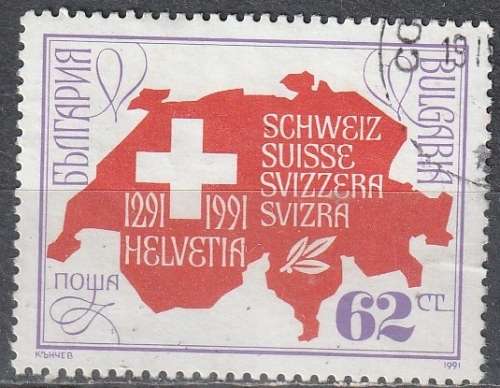 БЪЛГАРИЯ
BULGARIA
SCHWEIZ
SUISSE
SVIZZERA
SVIZRA
1291 1991
HELVETIA
ПОЩА
62 СТ.
КЪНЧЕВ
1991